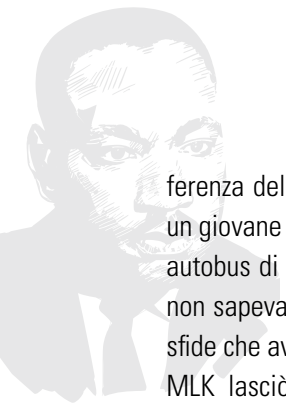 ferenza del
un giovane
autobus di
non sapeva
sfide che av
MLK lasciò